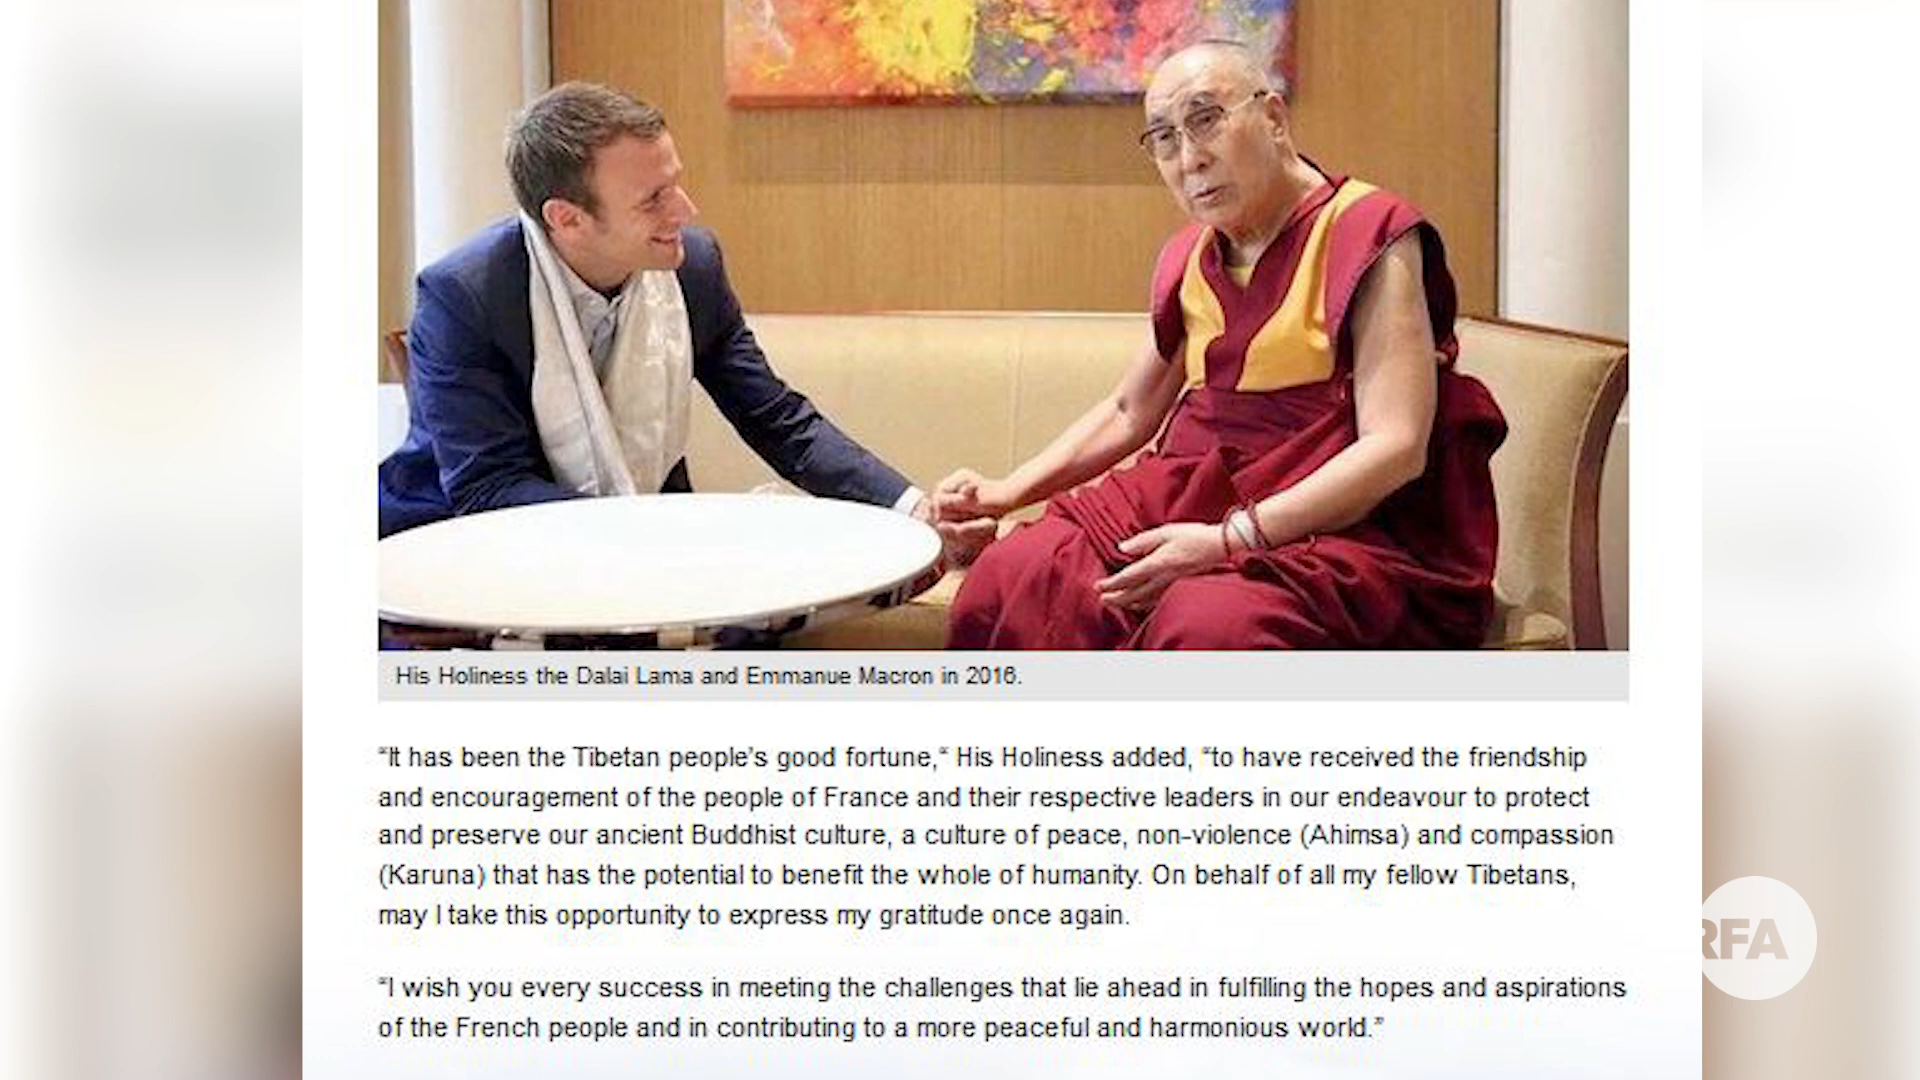 His Holiness the Dalai Lama and Emmanue Macron in 2016.
“It has been the Tibetan people's good fortune,“ His Holiness added, “to have received the friendship
and encouragement of the people of France and their respective leaders in our endeavour to protect
and preserve our ancient Buddhist culture, a culture of peace, non-violence (Ahimsa) and compassion
(Karuna) that has the potential to benefit the whole of humanity. On behalf of all my fellow Tibetans,
may I take this opportunity to express my gratitude once again.
RFA
“I wish you every success in meeting the challenges that lie ahead in fulfilling the hopes and aspirations
of the French people and in contributing to a more peaceful and harmonious world.”